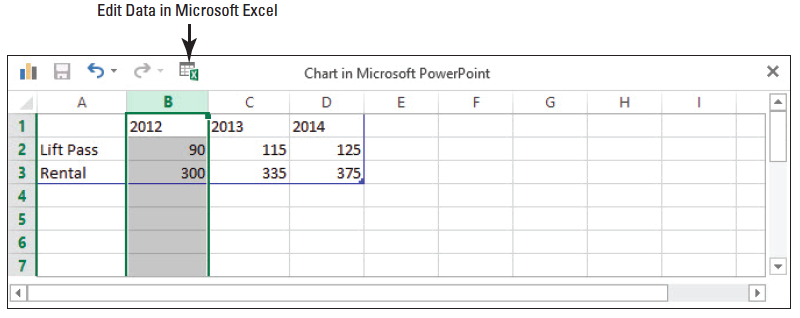 Edit Data in Microsoft Excel
Chart in Microsoft PowerPoint
A B C D E F G H I
1 2012 2013 2014
2 Lift Pass 90 115 125
3 Rental 300 335 375
4
5
6
7